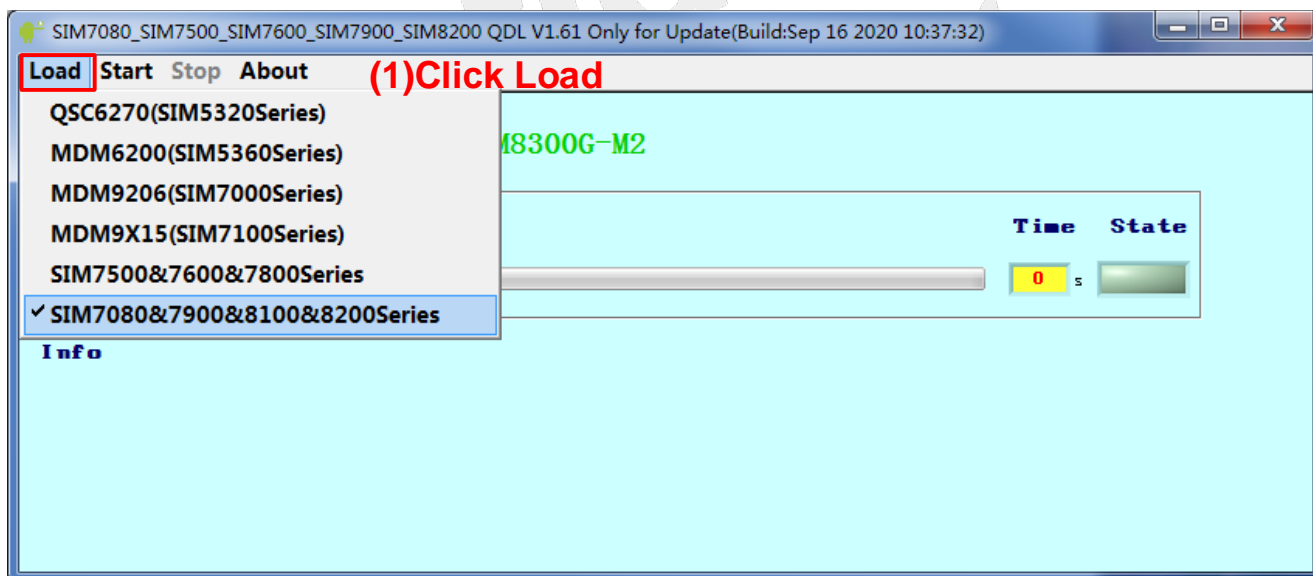 SIM7080_SIM7500_SIM7600_SIM7900_SIM8200 QDL V1.61 Only for Update(Build:Sep 16 2020 10:37:32)
Load Start Stop About (1)Click Load
QSC6270(SIM5320Series)
MDM6200(SIM5360Series)
8300G-M2
MDM9206(SIM7000Series)
MDM9X15(SIM7100Series)
Time State
SIM7500&7600&7800Series
0 s
✓SIM7080&7900&8100&8200Series
Info